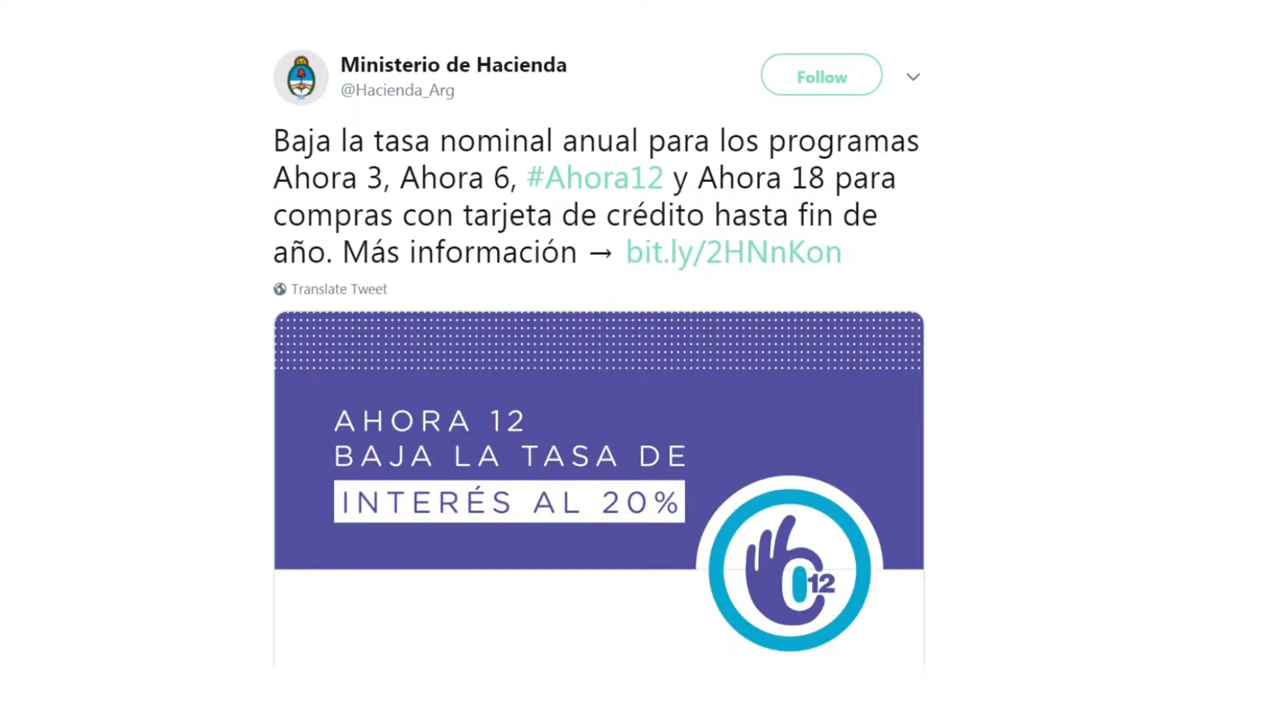 Ministerio de Hacienda
@Hacienda_Arg
Follow
Baja la tasa nominal anual para los programas
Ahora 3, Ahora 6, #Ahora12 y Ahora 18 para
compras con tarjeta de crédito hasta fin de
año. Más información → bit.ly/2HNnKon
Translate Tweet
AHORA 12
BAJA LA TASA DE
INTERÉS AL 20%
12